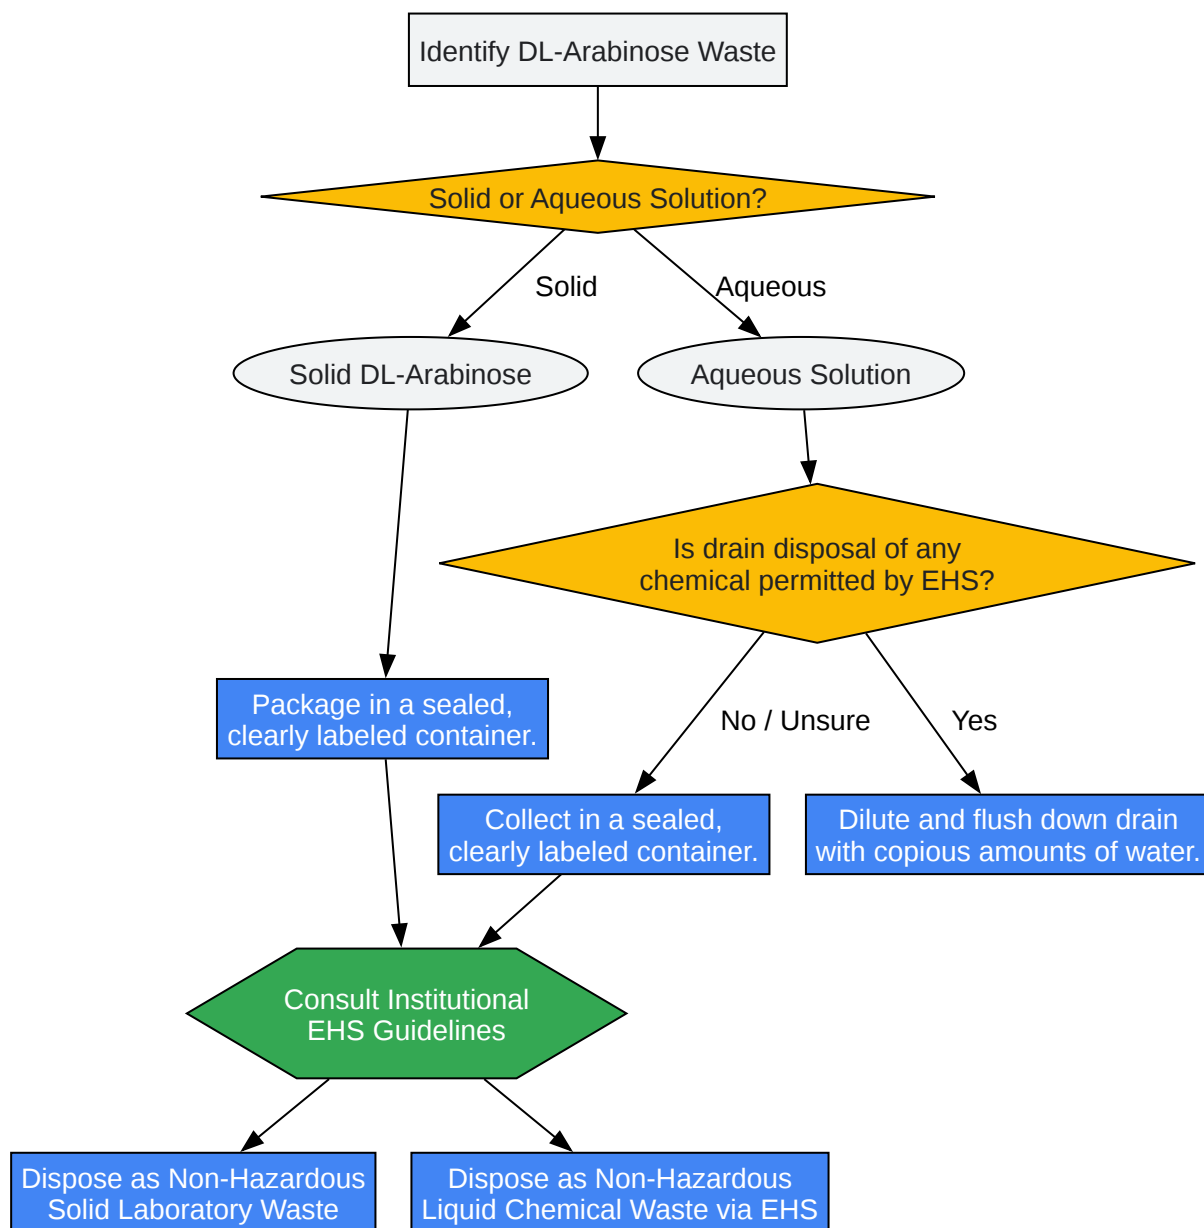 Identify DL-Arabinose Waste
Solid or Aqueous Solution?
Solid
Aqueous
Solid DL-Arabinose
Aqueous Solution
Is drain disposal of any
chemical permitted by EHS?
Package in a sealed,
clearly labeled container.
No / Unsure
Yes
Collect in a sealed,
clearly labeled container.
Dilute and flush down drain
with copious amounts of water.
Consult Institutional
EHS Guidelines
Dispose as Non-Hazardous
Solid Laboratory Waste
Dispose as Non-Hazardous
Liquid Chemical Waste via EHS